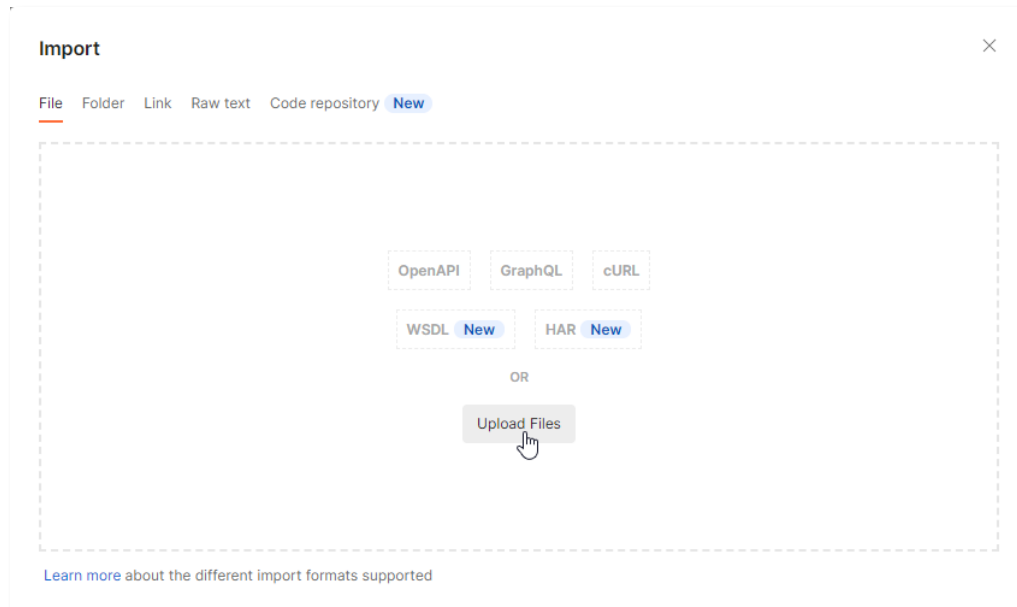 Import
File Folder Link Raw text Code repository New
OpenAPI GraphQL cURL
WSDL New HAR New
OR
Upload Files
Learn more about the different import formats supported